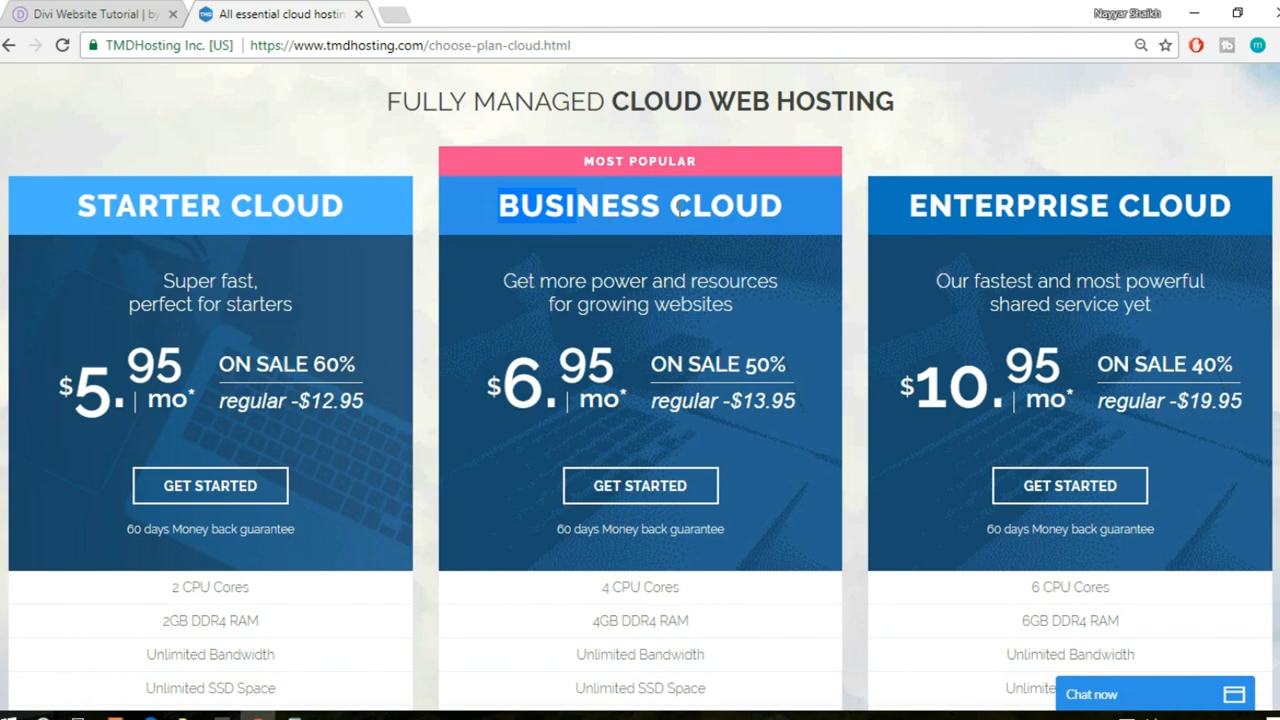 Divi Website Tutorial | by
All essential cloud hostin
Nayyar Shaikh
TMDHosting Inc. [US]
https://www.tmdhosting.com/choose-plan-cloud.html
FULLY MANAGED CLOUD WEB HOSTING
STARTER CLOUD
Super fast,
perfect for starters
$5.95 | mo*
ON SALE 60%
regular -$12.95
GET STARTED
60 days Money back guarantee
2 CPU Cores
2GB DDR4 RAM
Unlimited Bandwidth
Unlimited SSD Space
MOST POPULAR
BUSINESS CLOUD
Get more power and resources
for growing websites
$6.95 | mo*
ON SALE 50%
regular -$13.95
GET STARTED
60 days Money back guarantee
4 CPU Cores
4GB DDR4 RAM
Unlimited Bandwidth
Unlimited SSD Space
ENTERPRISE CLOUD
Our fastest and most powerful
shared service yet
$10.95 | mo*
ON SALE 40%
regular -$19.95
GET STARTED
60 days Money back guarantee
6 CPU Cores
6GB DDR4 RAM
Unlimited Bandwidth
Unlimite
Chat now